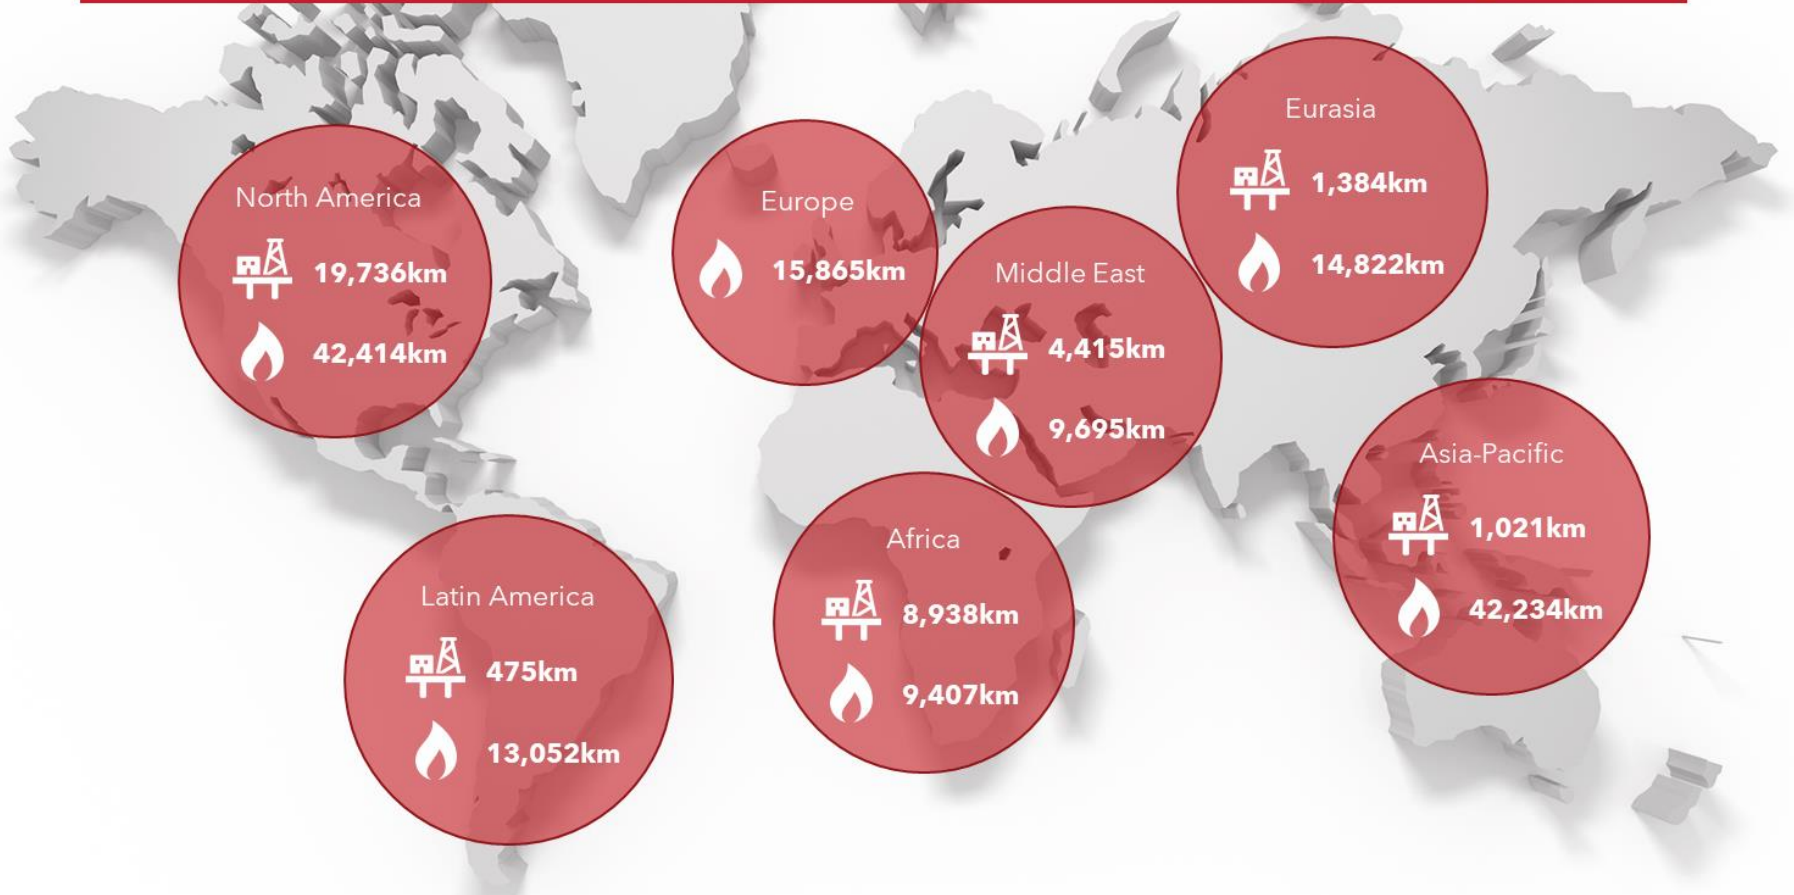 North America
19,736km
42,414km
Europe
15,865km
Middle East
4,415km
9,695km
Eurasia
1,384km
14,822km
Asia-Pacific
1,021km
42,234km
Africa
8,938km
9,407km
Latin America
475km
13,052km